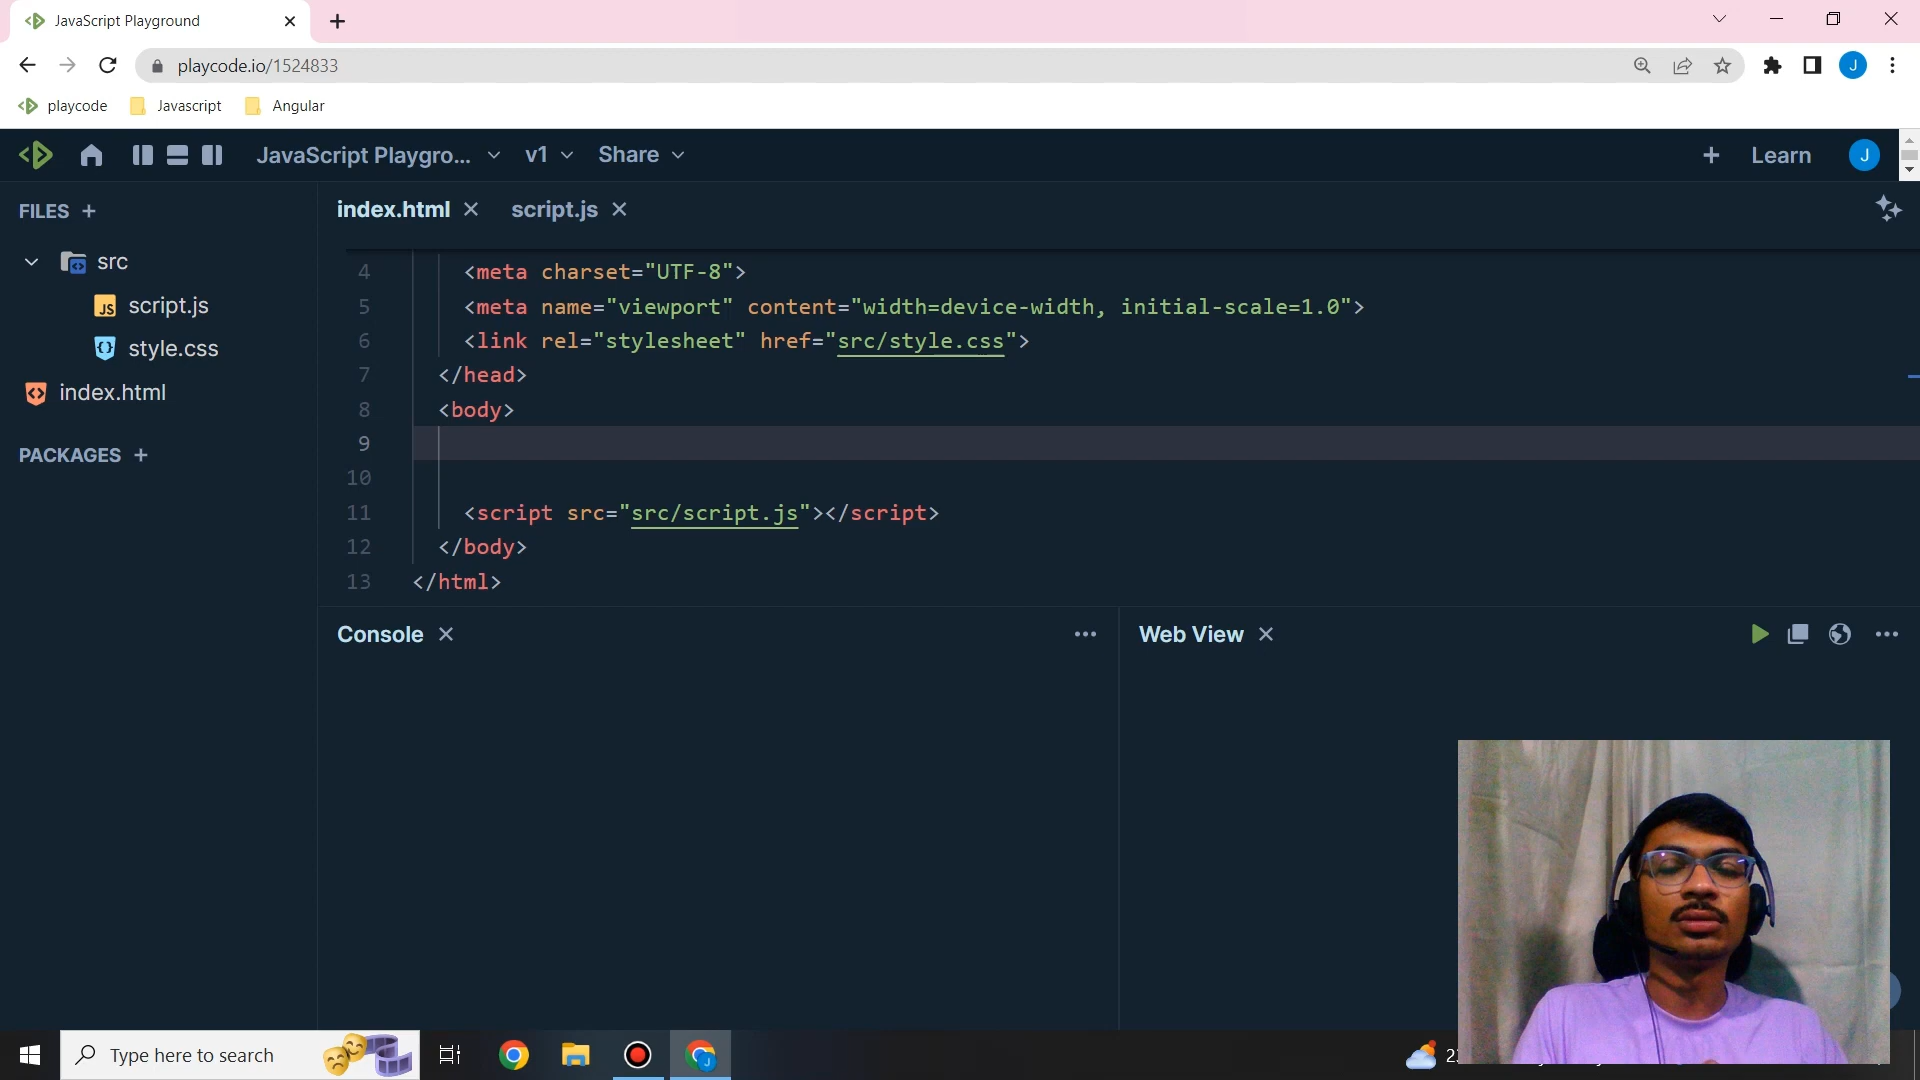 JavaScript Playground
playcode.io/1524833
J
playcode Javascript Angular
JavaScript Playgro... v1 Share
+ Learn J
FILES +
src
JS script.js
style.css
index.html
PACKAGES +
index.html script.js
4 <meta charset="UTF-8">
5 <meta name="viewport" content="width=device-width, initial-scale=1.0">
6 <link rel="stylesheet" href="src/style.css">
7 </head>
8 <body>
9
10
11 <script src="src/script.js"></script>
12 </body>
13 </html>
Console
Web View
Type here to search
J